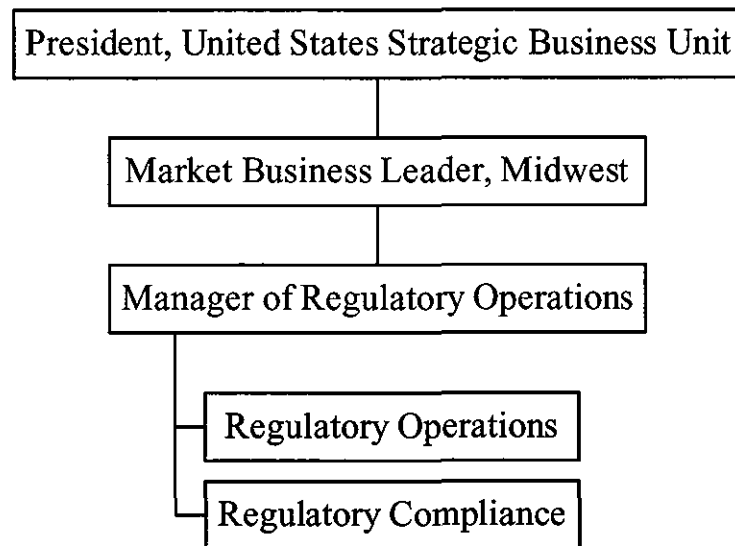 President, United States Strategic Business Unit
Market Business Leader, Midwest
Manager of Regulatory Operations
Regulatory Operations
Regulatory Compliance